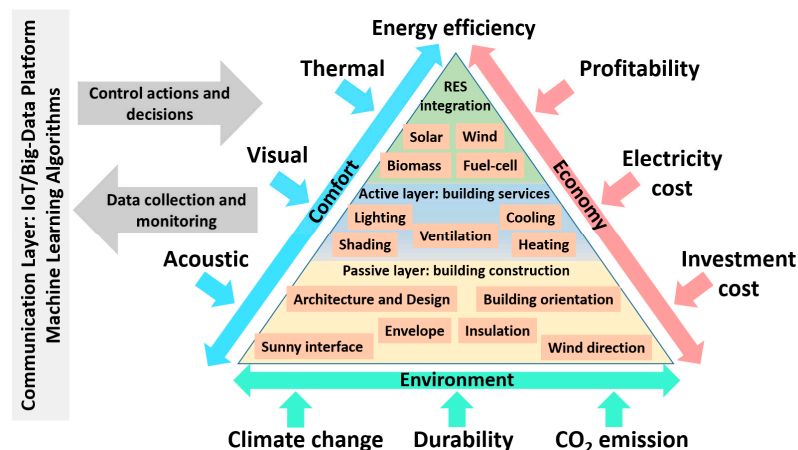 Communication Layer: IoT/Big-Data Platform
Machine Learning Algorithms
Control actions and
decisions
Data collection and
monitoring
Energy efficiency
Thermal
Visual
Acoustic
Comfort
Profitability
Electricity
cost
Investment
cost
Economy
RES
integration
Solar
Wind
Biomass
Fuel-cell
Active layer: building services
Lighting
Cooling
Ventilation
Shading
Heating
Passive layer: building construction
Architecture and Design
Building orientation
Envelope
Insulation
Sunny interface
Wind direction
Environment
Climate change
Durability
CO₂ emission